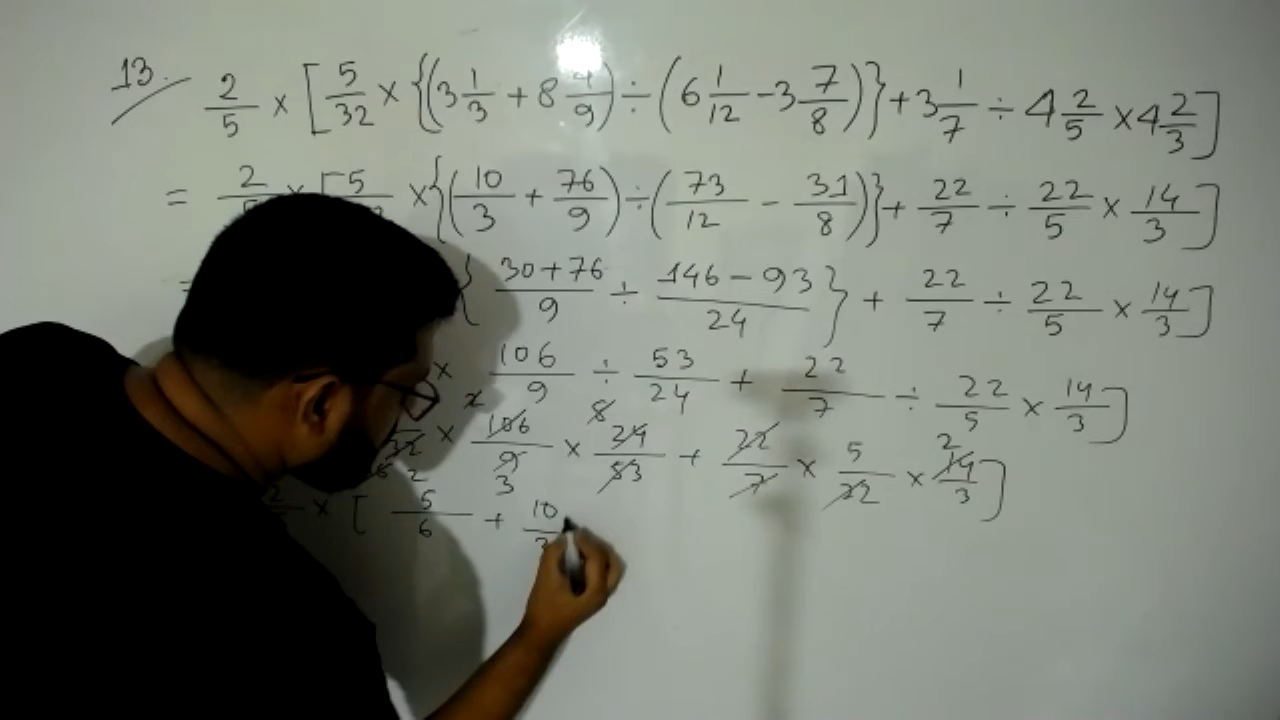 13. 2/5 × [5/32 × {(3 1/3 + 8 4/9) ÷ (6 1/12 - 3 7/8)} + 3 1/7 ÷ 4 2/5 × 4 2/3]
= 2/5 × [5 × {(10/3 + 76/9) ÷ (73/12 - 31/8)} + 22/7 ÷ 22/5 × 14/3]
= { 30+76/9 ÷ 146-93/24 } + 22/7 ÷ 22/5 × 14/3]
× 106/9 ÷ 53/24 + 22/7 ÷ 22/5 × 14/3]
32 × 106/9 × 24/53 + 22/7 × 5/22 × 14/3]
× [ 5/6 + 10